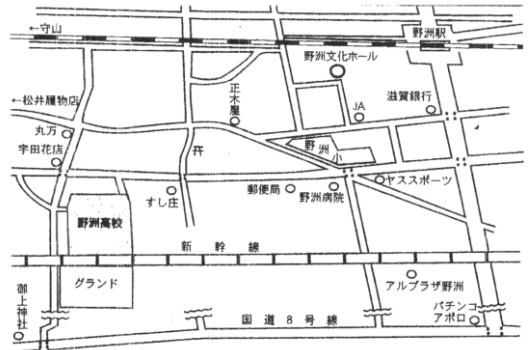 ←守山
野洲駅
野洲文化ホール
←松井履物店
正木屋
JA
滋賀銀行
丸万
宇田花店
野洲小
すし庄
郵便局
野洲病院
ヤススポーツ
野洲高校
新幹線
グランド
アルプラザ野洲
御上神社
国道8号線
パチンコ
アポロ